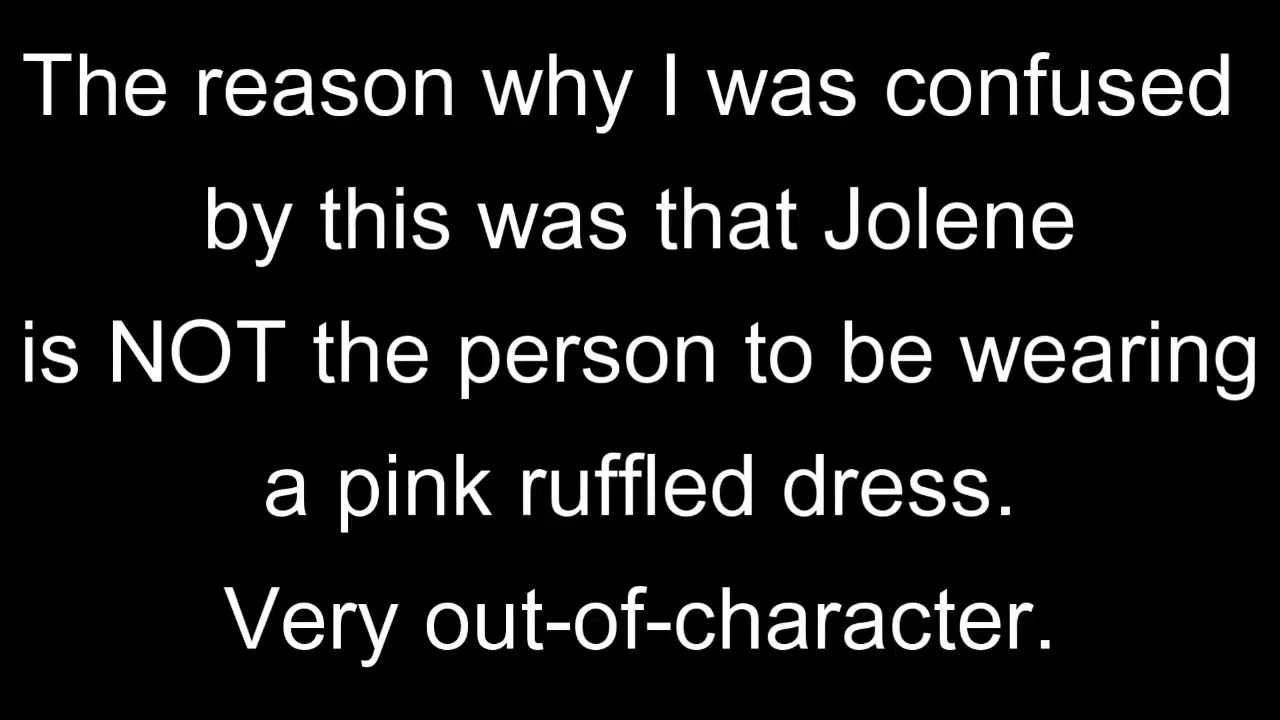 The reason why I was confused
by this was that Jolene
is NOT the person to be wearing
a pink ruffled dress.
Very out-of-character.